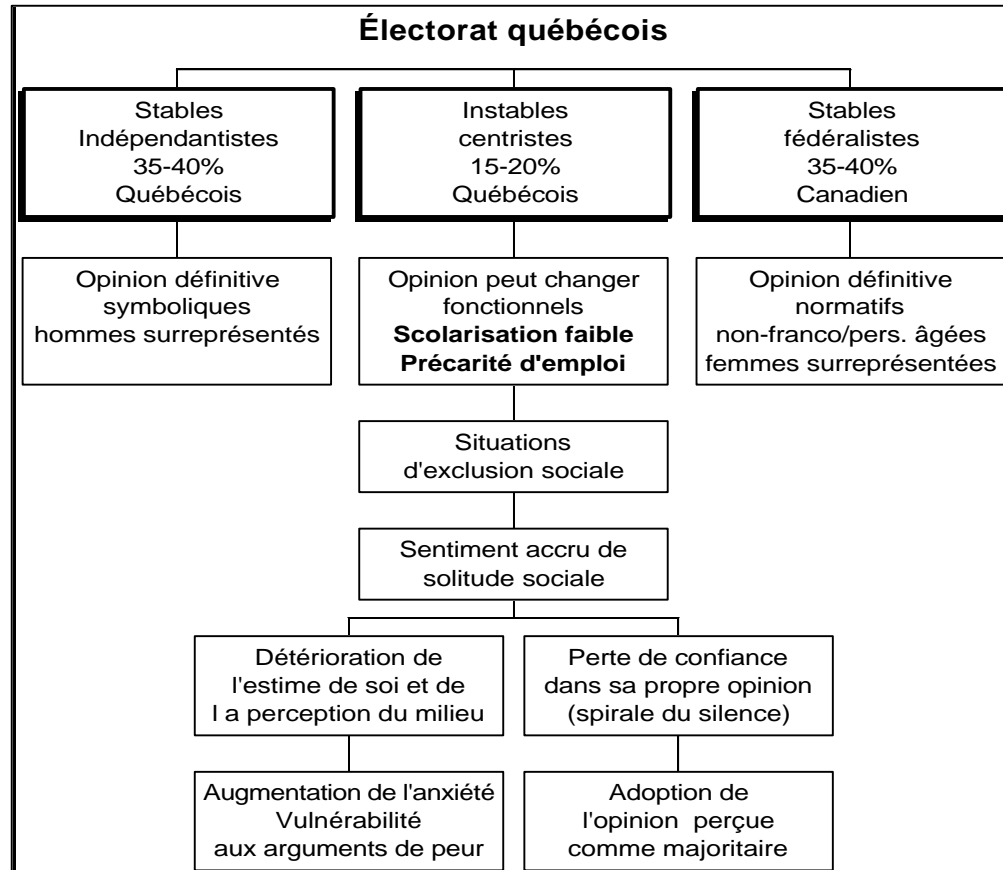 Électorat québécois
Stables
Indépendantistes
35-40%
Québécois
Instables
centristes
15-20%
Québécois
Stables
fédéralistes
35-40%
Canadien
Opinion définitive
symboliques
hommes surreprésentés
Opinion peut changer
fonctionnels
Scolarisation faible
Précarité d'emploi
Opinion définitive
normatifs
non-franco/pers. âgées
femmes surreprésentées
Situations
d'exclusion sociale
Sentiment accru de
solitude sociale
Détérioration de
l'estime de soi et de
l a perception du milieu
Perte de confiance
dans sa propre opinion
(spirale du silence)
Augmentation de l'anxiété
Vulnérabilité
aux arguments de peur
Adoption de
l'opinion perçue
comme majoritaire